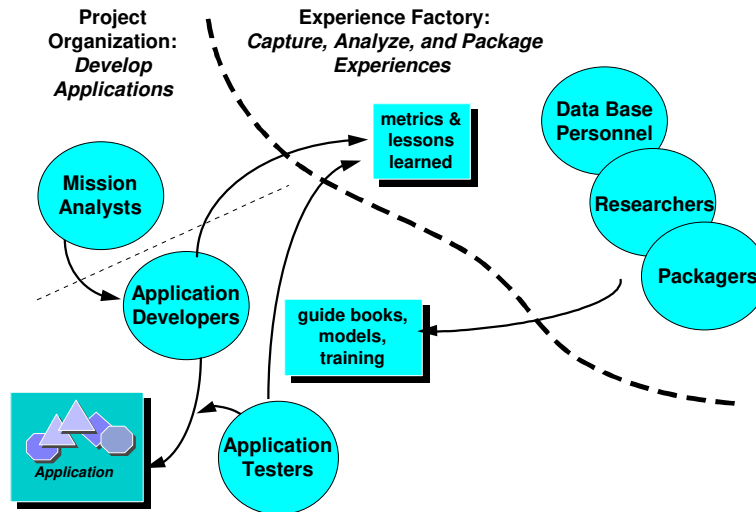 Project
Organization:
Develop
Applications
Experience Factory:
Capture, Analyze, and Package
Experiences
metrics &
lessons
learned
Data Base
Personnel
Mission
Analysts
Researchers
Packagers
Application
Developers
guide books,
models,
training
Application
Application
Testers